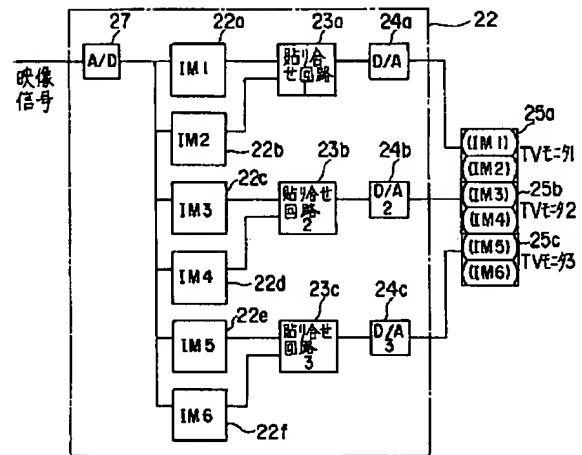 27
22a
23a
24a
22
A/D
IM1
貼り合
せ回路
1
D/A
映像
信号
IM2
22b
22c
23b
24b
25a
(IM1)
TVモニタ1
(IM2)
IM3
貼り合せ
回路
2
D/A
2
(IM3)
25b
TVモニタ2
(IM4)
IM4
22d
22e
23c
24c
(IM5)
25c
TVモニタ3
(IM6)
IM5
貼り合せ
回路
3
D/A
3
IM6
22f